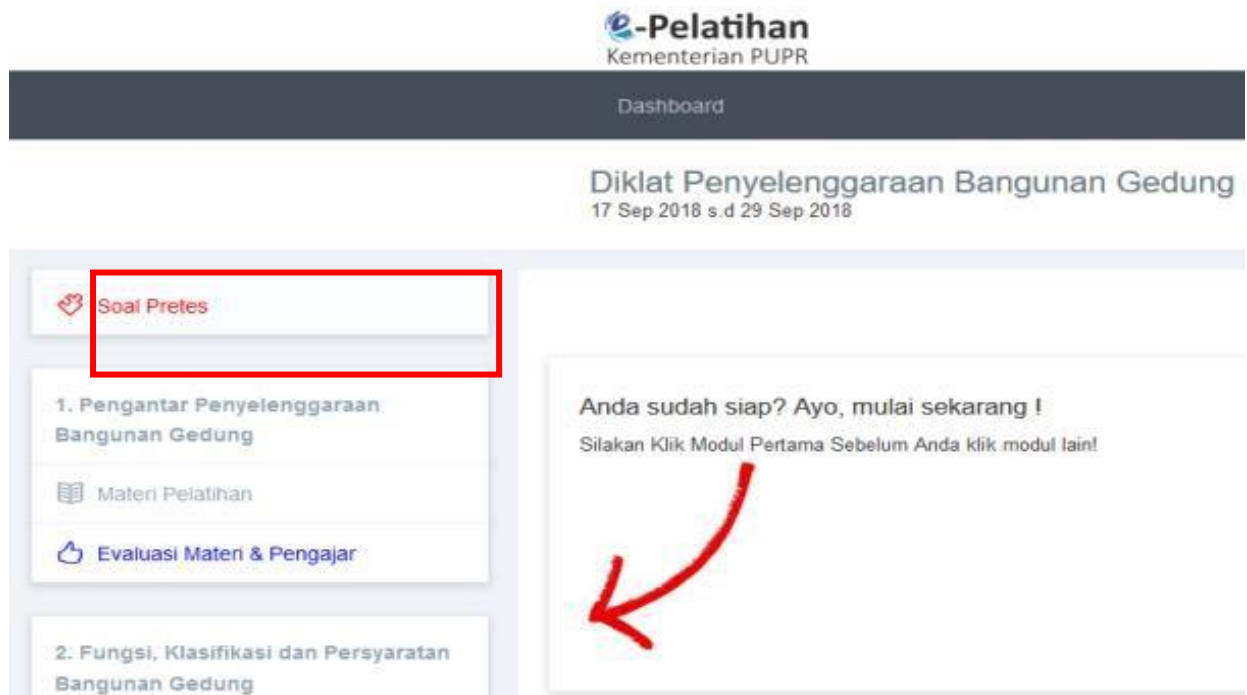 e-Pelatihan
Kementerian PUPR
Dashboard
Diklat Penyelenggaraan Bangunan Gedung
17 Sep 2018 s.d 29 Sep 2018
Soal Pretes
1. Pengantar Penyelenggaraan
Bangunan Gedung
Materi Pelatihan
Evaluasi Materi & Pengajar
2. Fungsi, Klasifikasi dan Persyaratan
Bangunan Gedung
Anda sudah siap? Ayo, mulai sekarang !
Silakan Klik Modul Pertama Sebelum Anda klik modul lain!